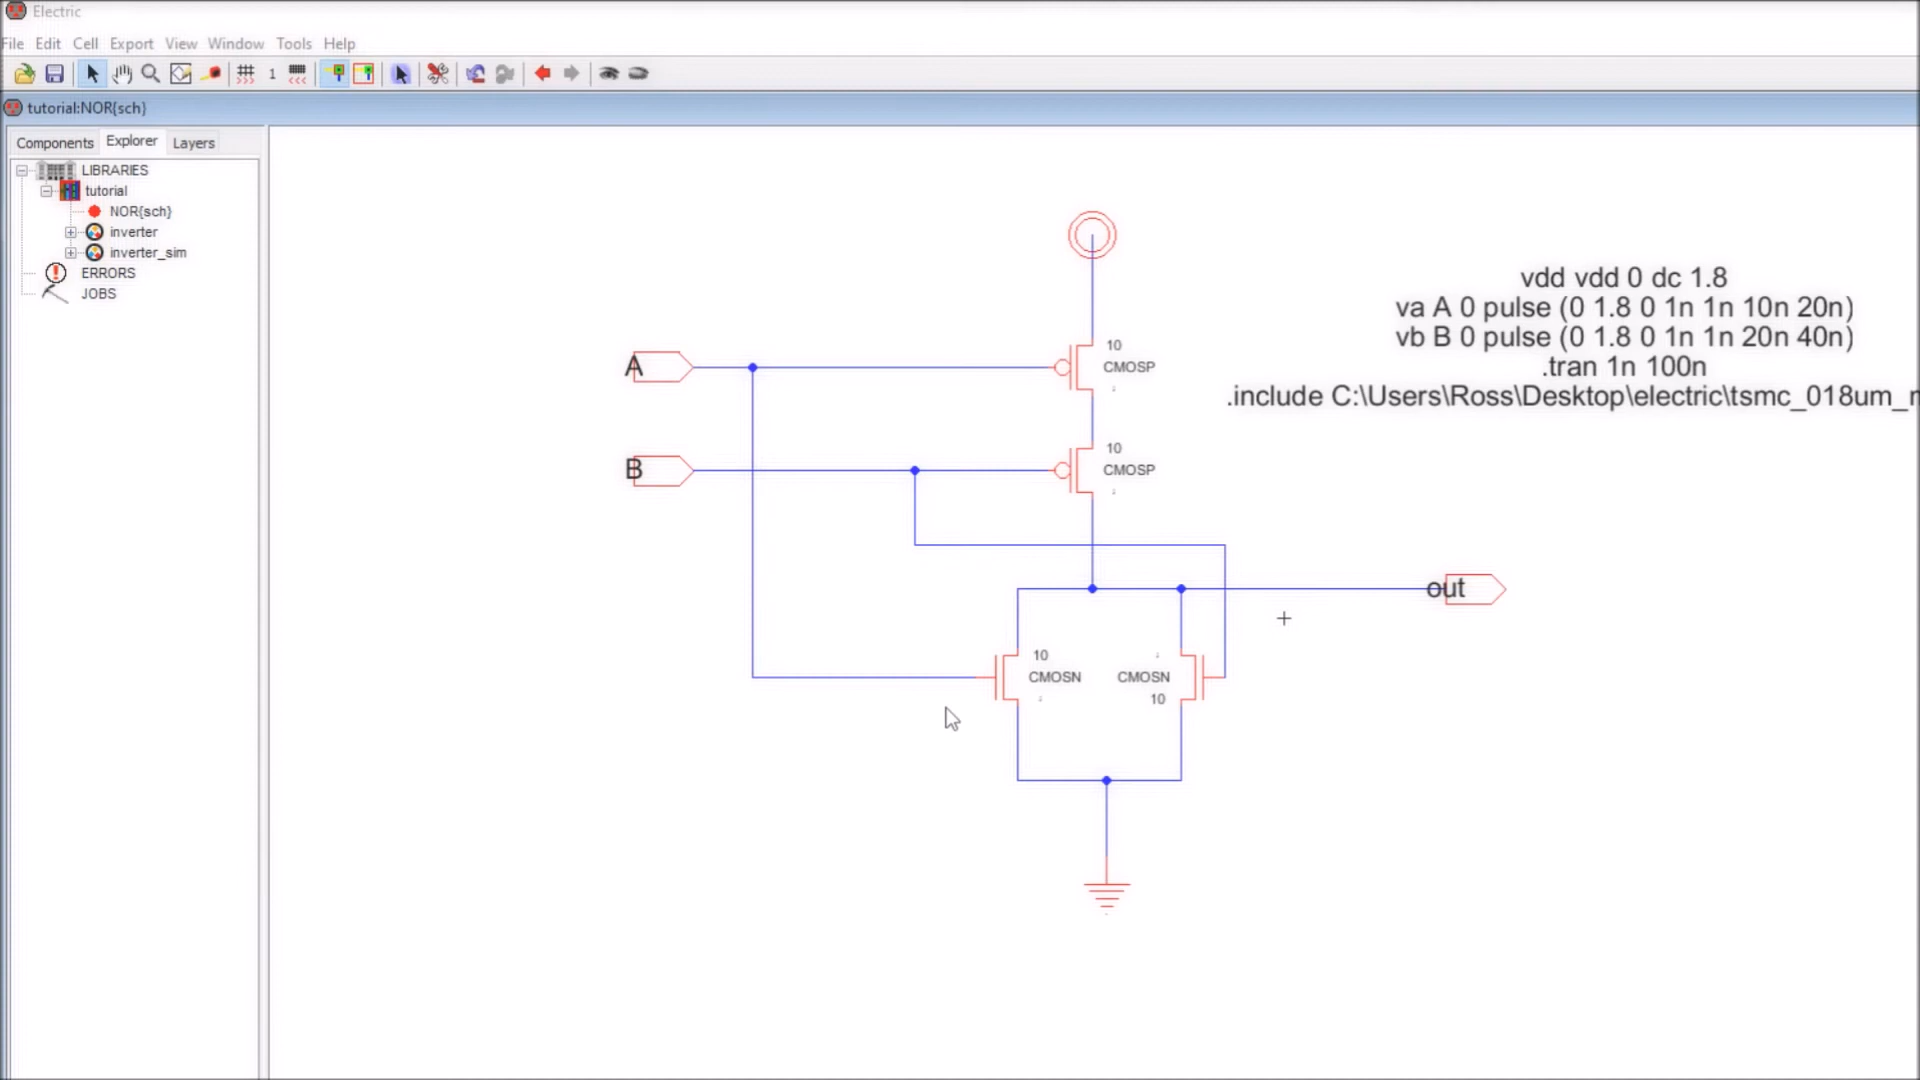 Electric
File Edit Cell Export View Window Tools Help
1
tutorial:NOR{sch}
Components Explorer Layers
LIBRARIES
tutorial
NOR{sch}
inverter
inverter_sim
ERRORS
JOBS
vdd vdd 0 dc 1.8
va A 0 pulse (0 1.8 0 1n 1n 10n 20n)
vb B 0 pulse (0 1.8 0 1n 1n 20n 40n)
.tran 1n 100n
.include C:\Users\Ross\Desktop\electric\tsmc_018um_
10
A
CMOSP
10
B
CMOSP
out
10
CMOSN
CMOSN
10